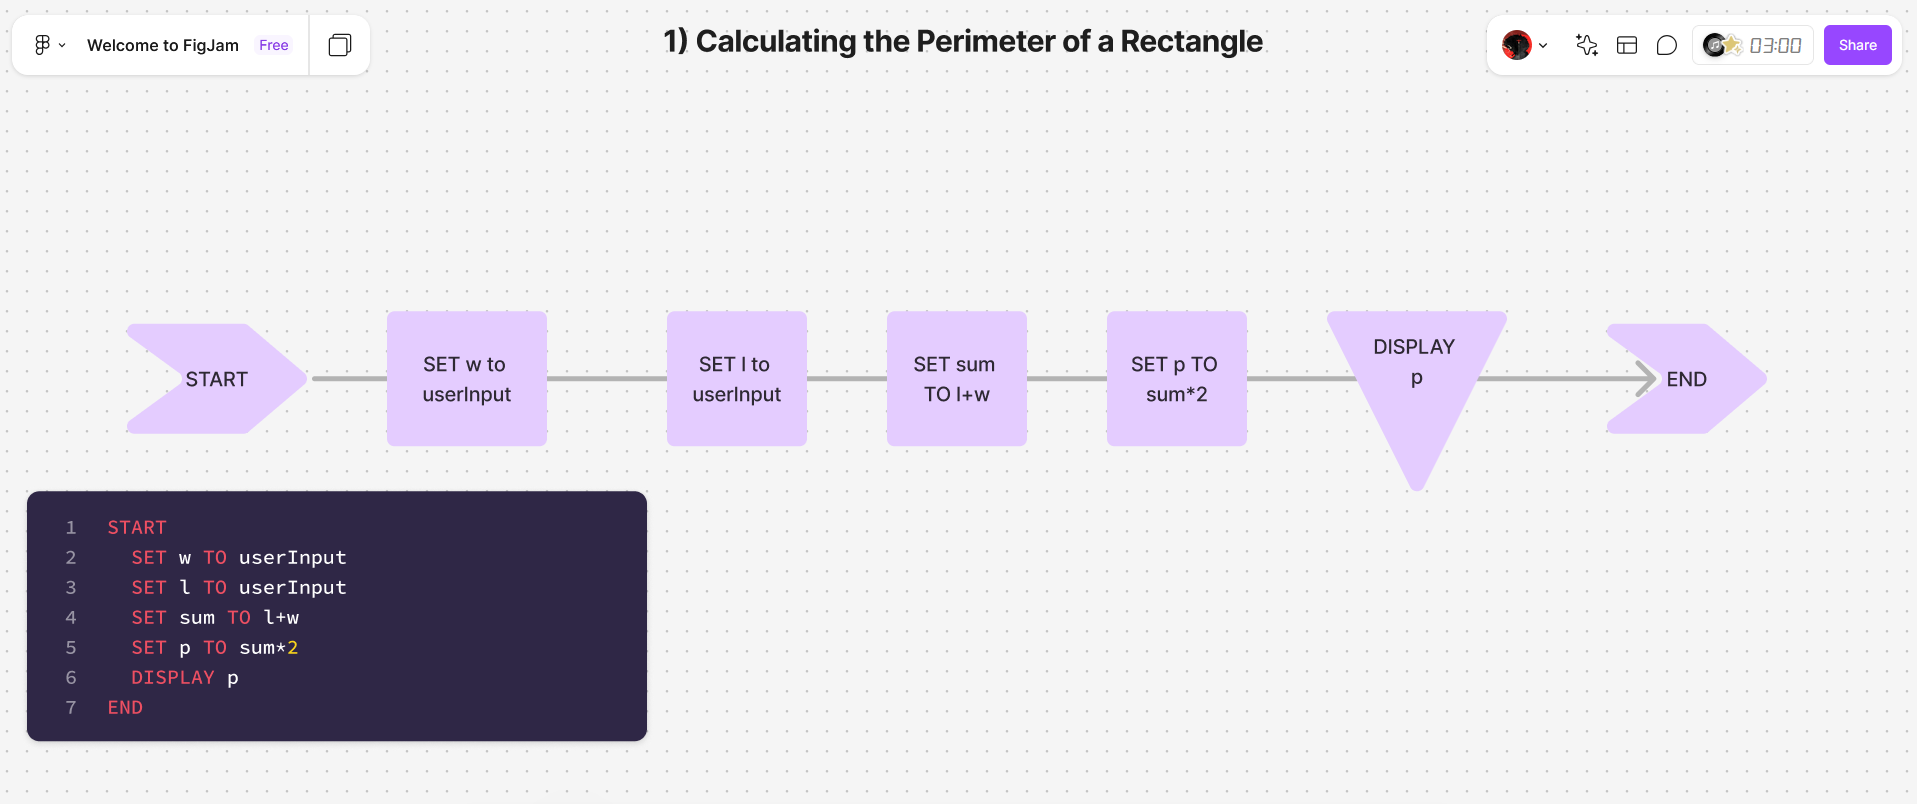 Welcome to FigJam Free
1) Calculating the Perimeter of a Rectangle
03:00
Share
START
SET w to
userInput
SET l to
userInput
SET sum
TO l+w
SET p TO
sum*2
DISPLAY
p
END
1 START
2 SET w TO userInput
3 SET l TO userInput
4 SET sum TO l+w
5 SET p TO sum*2
6 DISPLAY p
7 END